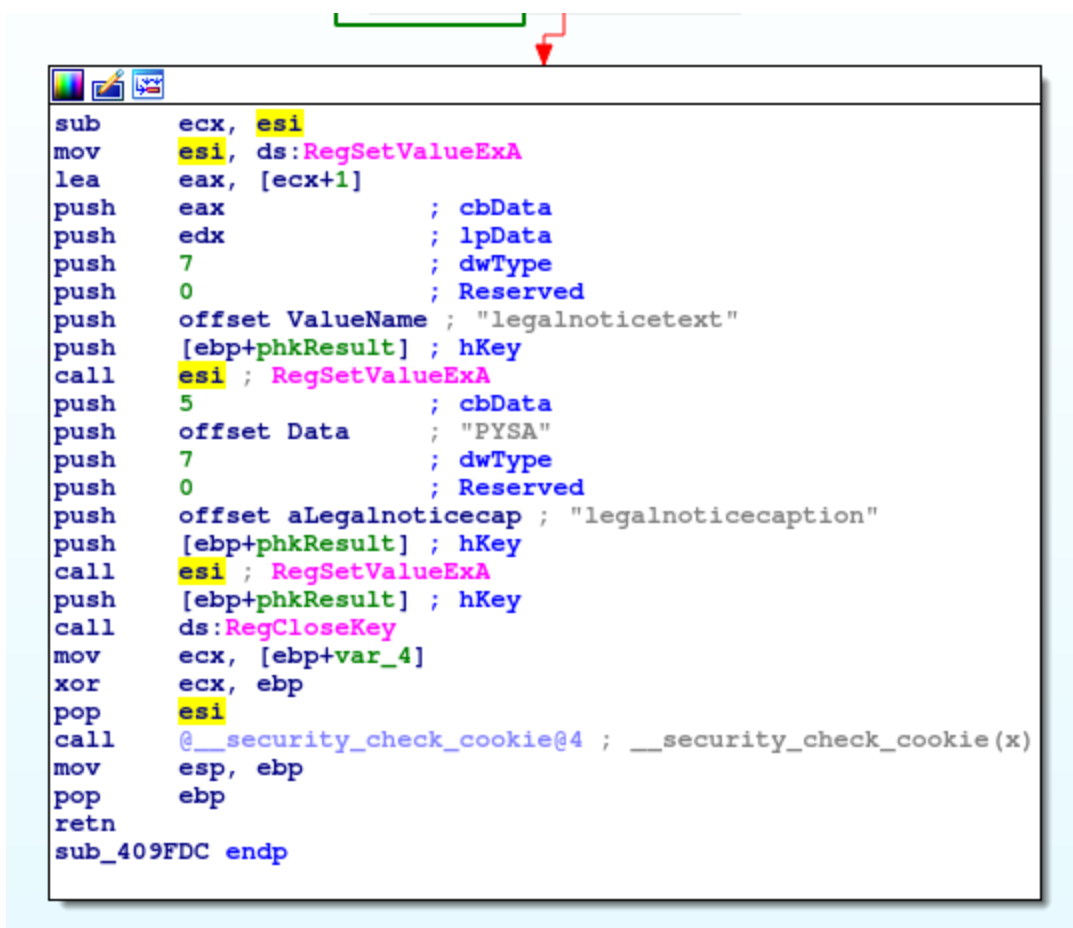 sub ecx, esi
mov esi, ds:RegSetValueExA
lea eax, [ecx+1]
push eax ; cbData
push edx ; lpData
push 7 ; dwType
push 0 ; Reserved
push offset ValueName ; "legalnoticetext"
push [ebp+phkResult] ; hKey
call esi ; RegSetValueExA
push 5 ; cbData
push offset Data ; "PYSA"
push 7 ; dwType
push 0 ; Reserved
push offset aLegalnoticecap ; "legalnoticecaption"
push [ebp+phkResult] ; hKey
call esi ; RegSetValueExA
push [ebp+phkResult] ; hKey
call ds:RegCloseKey
mov ecx, [ebp+var_4]
xor ecx, ebp
pop esi
call @__security_check_cookie@4 ; __security_check_cookie(x)
mov esp, ebp
pop ebp
retn
sub_409FDC endp